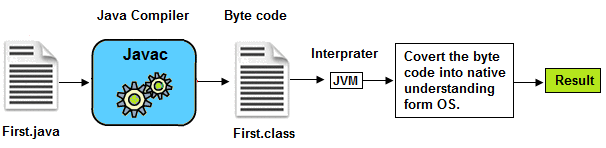 Java Compiler
Byte code
Javac
Interprater
JVM
Covert the byte
code into native
understanding
form OS.
Result
First.java
First.class